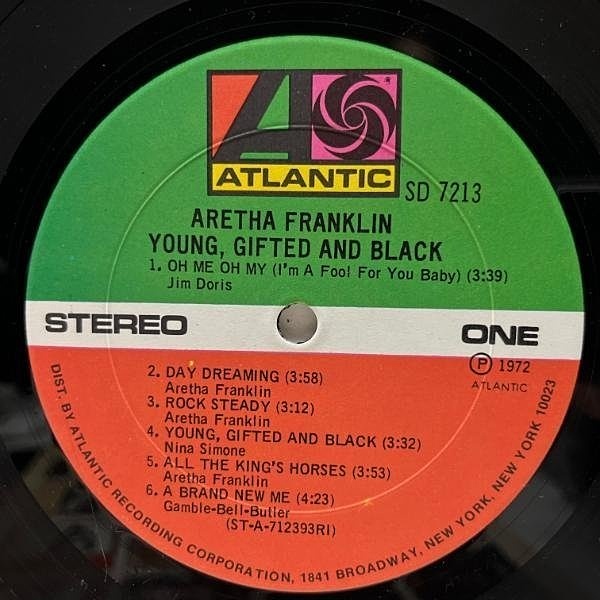 ATLANTIC
SD 7213
ARETHA FRANKLIN
YOUNG, GIFTED AND BLACK
1. OH ME OH MY (I'm A Fool For You Baby) (3:39)
Jim Doris
STEREO
ONE
℗ 1972
ATLANTIC
2. DAY DREAMING (3:58)
Aretha Franklin
3. ROCK STEADY (3:12)
Aretha Franklin
4. YOUNG, GIFTED AND BLACK (3:32)
Nina Simone
5. ALL THE KING'S HORSES (3:53)
Aretha Franklin
6. A BRAND NEW ME (4:23)
Gamble-Bell-Butler
(ST-A-712393RI)
DIST. BY ATLANTIC RECORDING CORPORATION, 1841 BROADWAY, NEW YORK, NEW YORK 10023